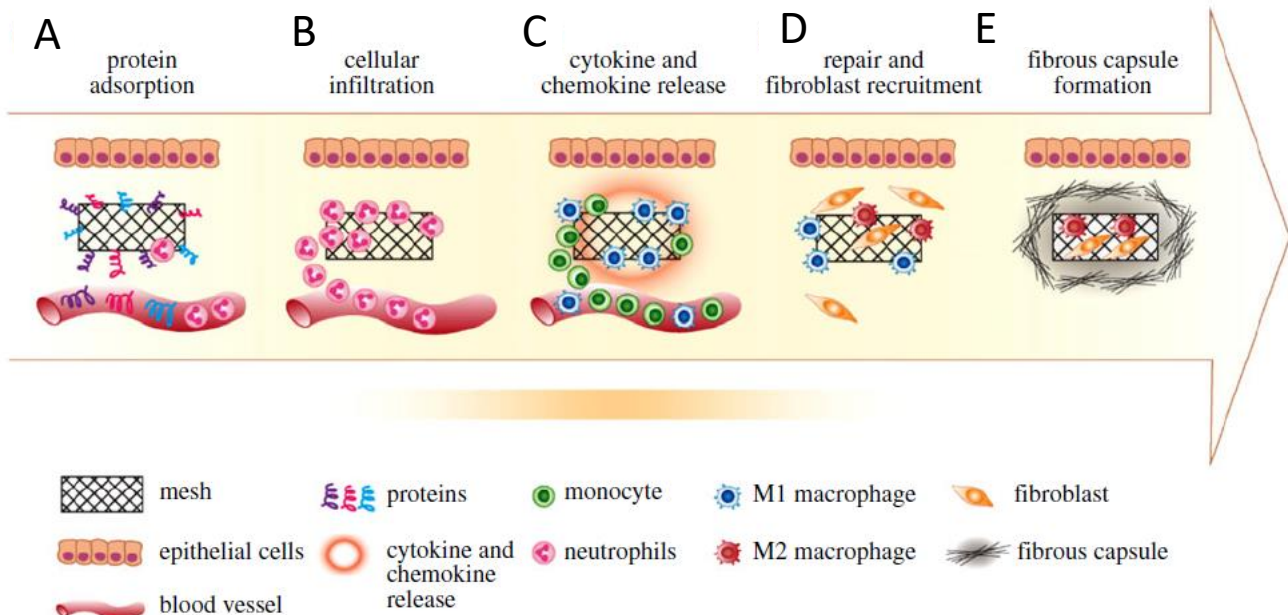 A
protein
adsorption
B
cellular
infiltration
C
cytokine and
chemokine release
D
repair and
fibroblast recruitment
E
fibrous capsule
formation
mesh
proteins
monocyte
M1 macrophage
fibroblast
epithelial cells
cytokine and
chemokine
release
neutrophils
M2 macrophage
fibrous capsule
blood vessel